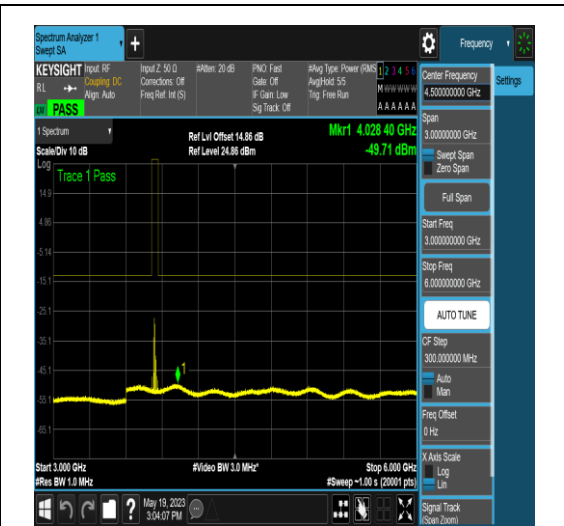 Spectrum Analyzer 1
Swept SA
+
Frequency
KEYSIGHT
Input: RF
Coupling: DC
Align: Auto
RL
PASS
Input Z: 50 Ω
Corrections: Off
Freq Ref: Int (S)
#Atten: 20 dB
PNO: Fast
Gate: Off
IF Gain: Low
Sig Track: Off
#Avg Type: Power (RMS
Avg|Hold: 5/5
Trig: Free Run
1 2 3 4 5 6
M W W W W W
A A A A A A
Center Frequency
4.500000000 GHz
Settings
1 Spectrum
Scale/Div 10 dB
Ref Lvl Offset 14.86 dB
Ref Level 24.86 dBm
Mkr1 4.028 40 GHz
-49.71 dBm
Log
Trace 1 Pass
14.9
4.86
-5.14
-15.1
-25.1
-35.1
-45.1
-55.1
-65.1
1
Span
3.00000000 GHz
Swept Span
Zero Span
Full Span
Start Freq
3.000000000 GHz
Stop Freq
6.000000000 GHz
AUTO TUNE
CF Step
300.000000 MHz
Auto
Man
Freq Offset
0 Hz
X Axis Scale
Log
Lin
Signal Track
(Span Zoom)
Start 3.000 GHz
#Res BW 1.0 MHz
#Video BW 3.0 MHz*
Stop 6.000 GHz
#Sweep ~1.00 s (20001 pts)
?
May 19, 2023
3:04:07 PM